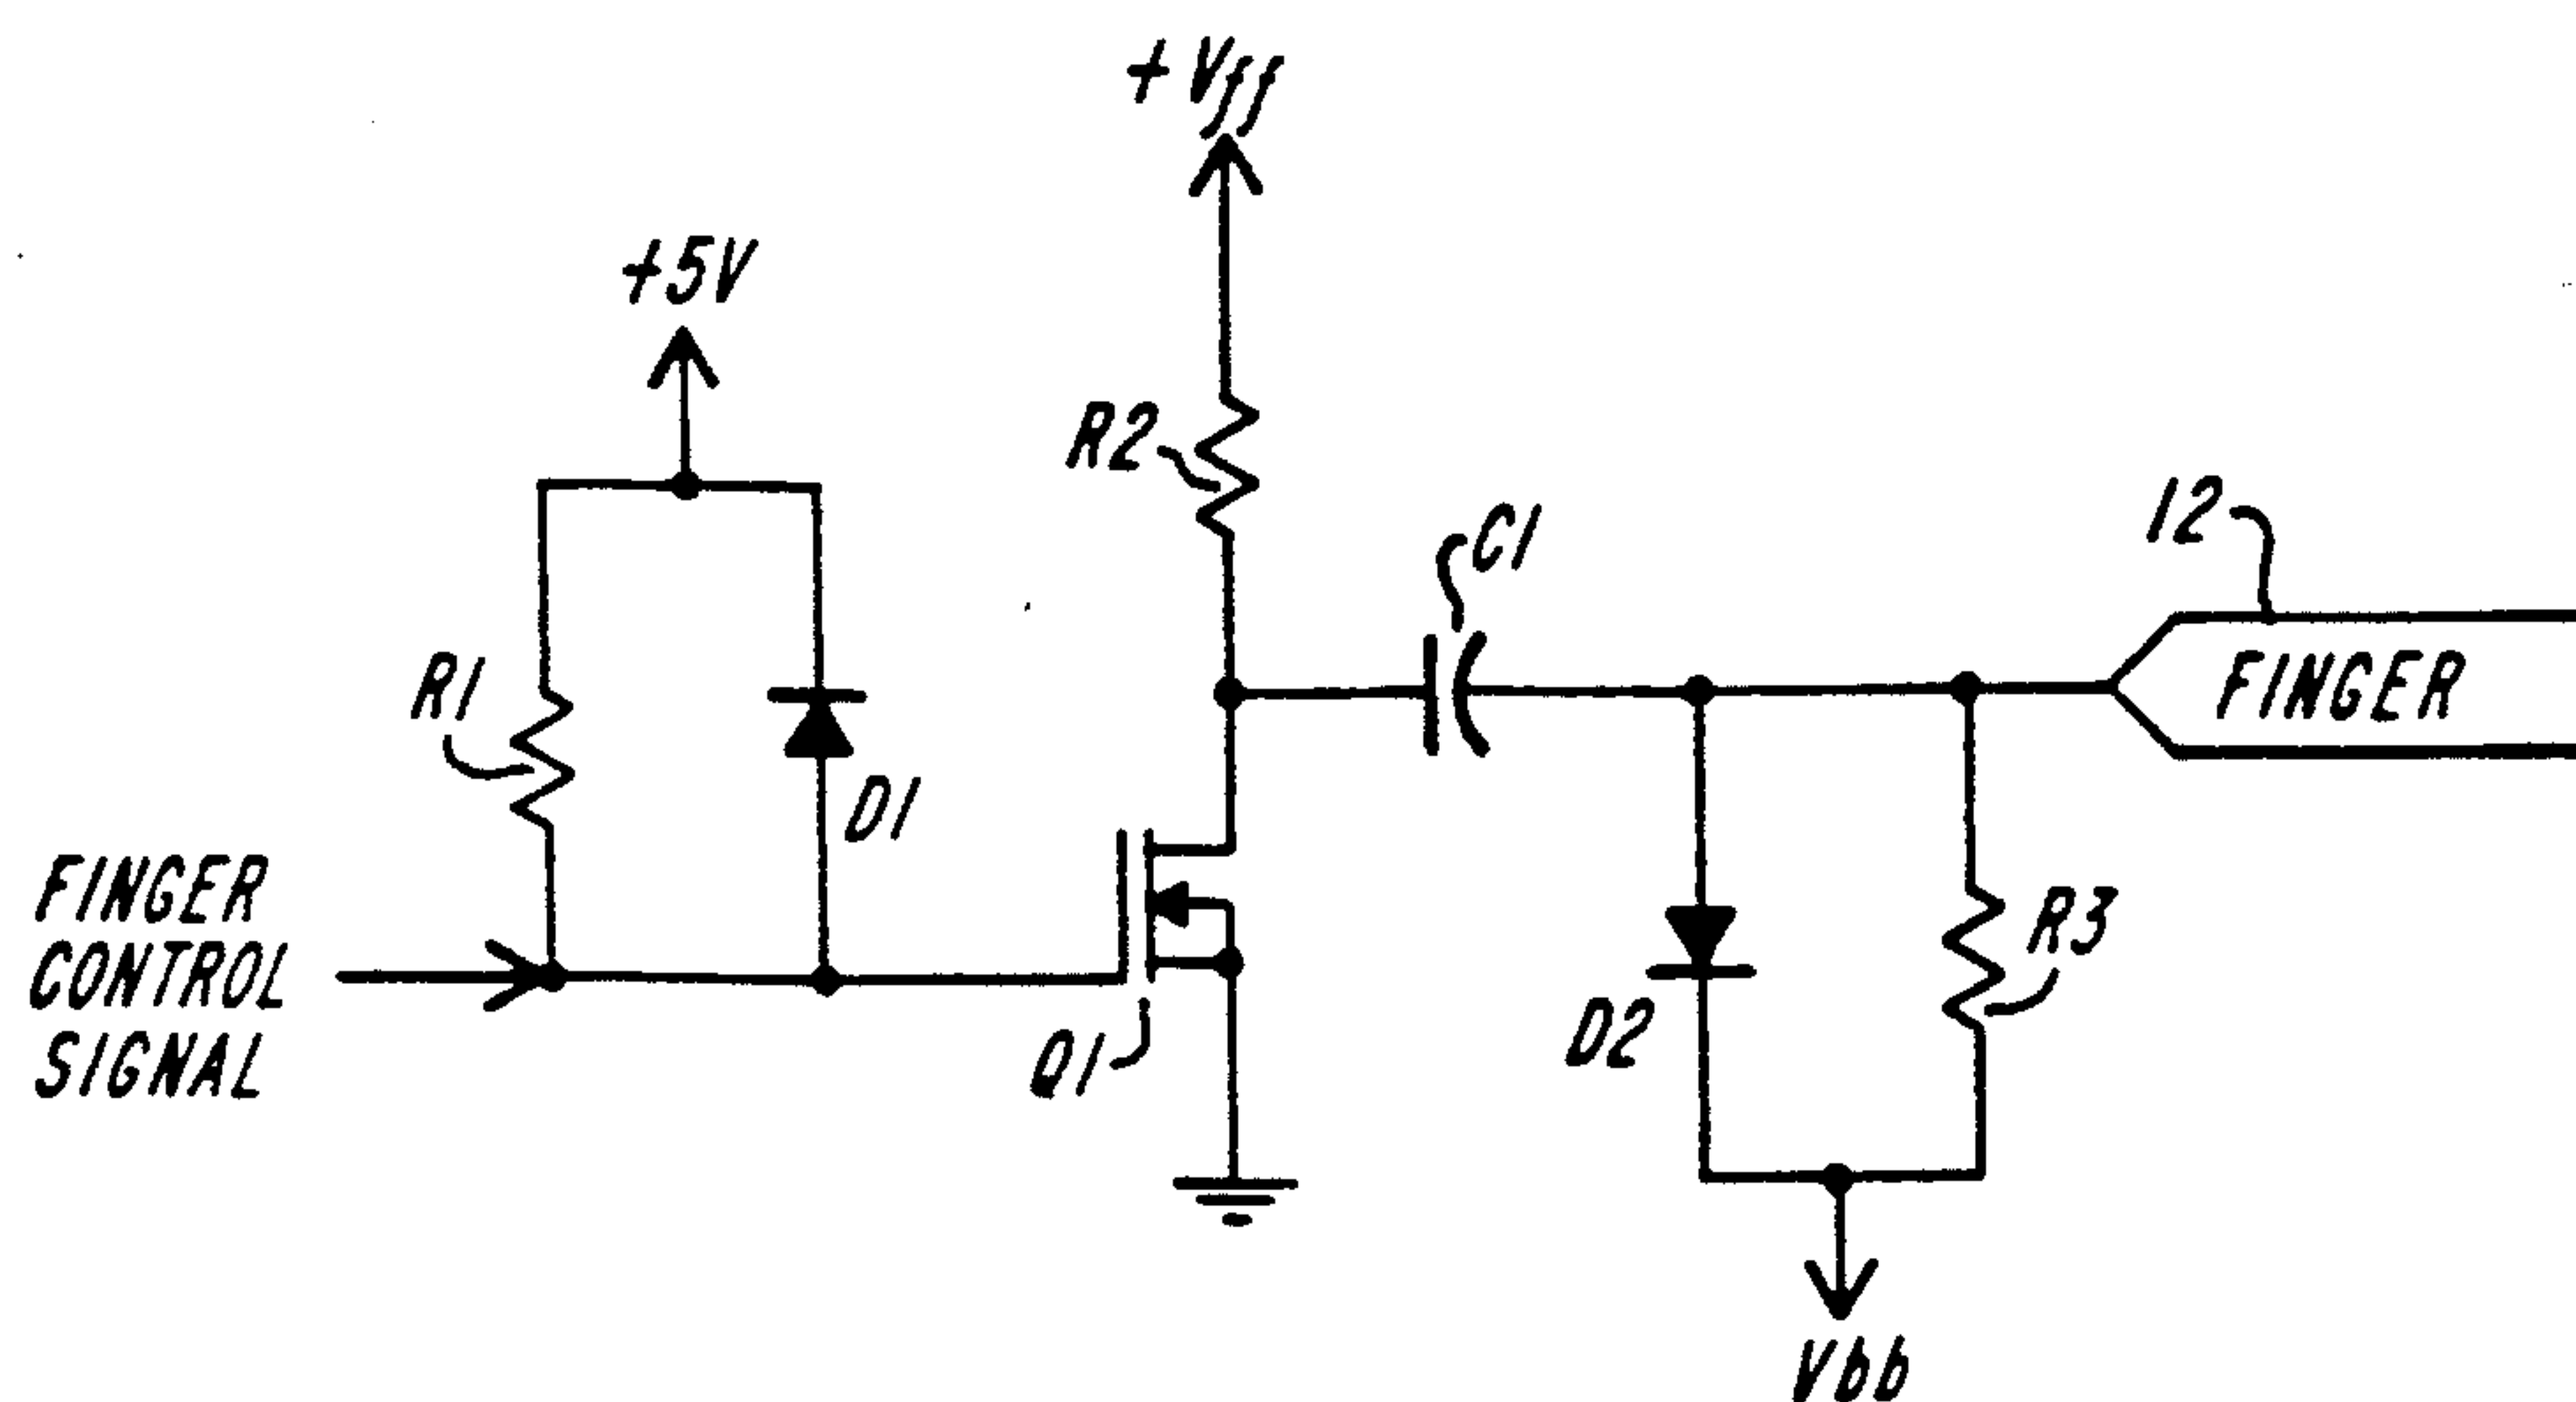 +Vff
+5V
R2
C1
12
R1
FINGER
D1
FINGER
CONTROL
SIGNAL
R3
Q1
D2
Vbb